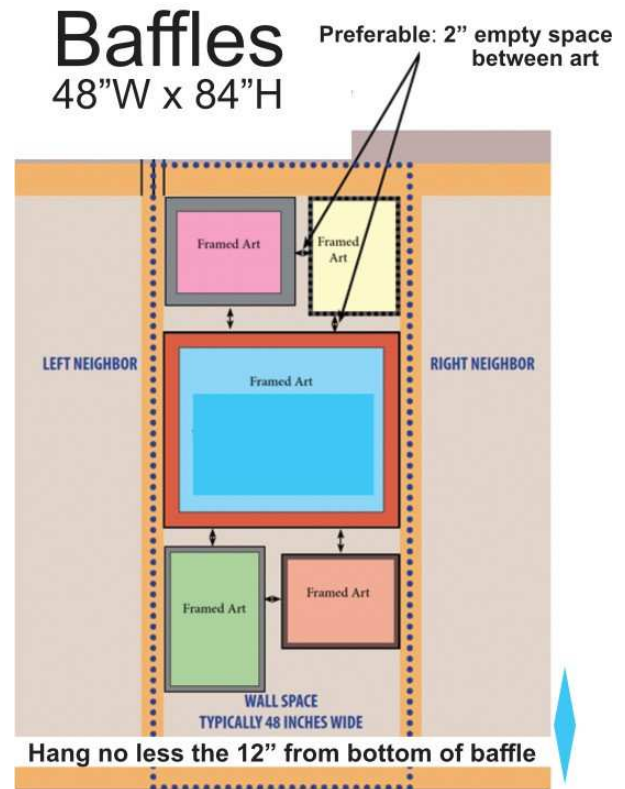 Baffles
48”W x 84”H
Preferable: 2” empty space
between art
Framed Art
Framed
Art
LEFT NEIGHBOR
RIGHT NEIGHBOR
Framed Art
Framed Art
Framed Art
WALL SPACE
TYPICALLY 48 INCHES WIDE
Hang no less the 12” from bottom of baffle